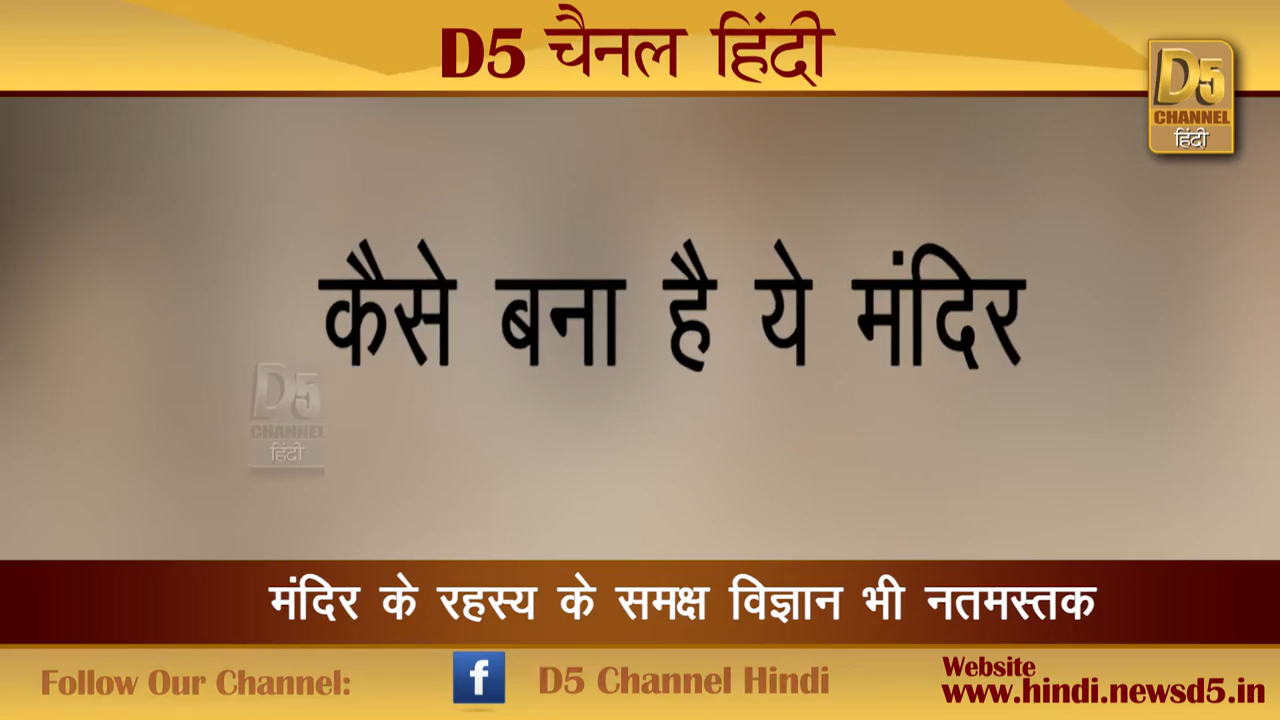 D5 चैनल हिंदी
D5
CHANNEL
हिंदी
कैसे बना है ये मंदिर
D5
CHANNEL
हिंदी
मंदिर के रहस्य के समक्ष विज्ञान भी नतमस्तक
Follow Our Channel:
f
D5 Channel Hindi
Website
www.hindi.newsd5.in